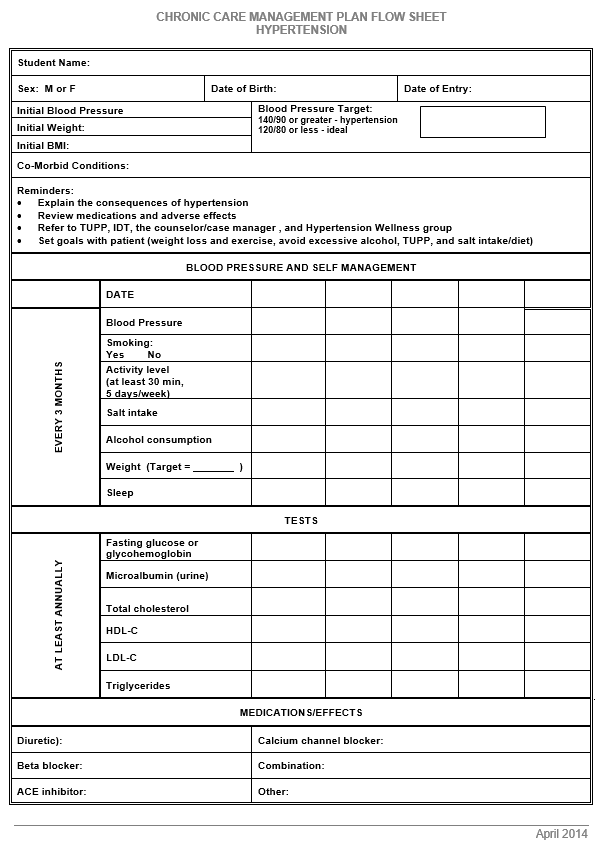 CHRONIC CARE MANAGEMENT PLAN FLOW SHEET
HYPERTENSION
Student Name:
Sex: M or F
Date of Birth:
Date of Entry:
Initial Blood Pressure
Initial Weight:
Initial BMI:
Blood Pressure Target:
140/90 or greater - hypertension
120/80 or less - ideal
Co-Morbid Conditions:
Reminders:
• Explain the consequences of hypertension
• Review medications and adverse effects
• Refer to TUPP, IDT, the counselor/case manager , and Hypertension Wellness group
• Set goals with patient (weight loss and exercise, avoid excessive alcohol, TUPP, and salt intake/diet)
BLOOD PRESSURE AND SELF MANAGEMENT
DATE
EVERY 3 MONTHS
Blood Pressure
Smoking:
Yes No
Activity level
(at least 30 min,
5 days/week)
Salt intake
Alcohol consumption
Weight (Target = _______ )
Sleep
TESTS
AT LEAST ANNUALLY
Fasting glucose or
glycohemoglobin
Microalbumin (urine)
Total cholesterol
HDL-C
LDL-C
Triglycerides
MEDICATIONS/EFFECTS
Diuretic):
Calcium channel blocker:
Beta blocker:
Combination:
ACE inhibitor:
Other:
April 2014